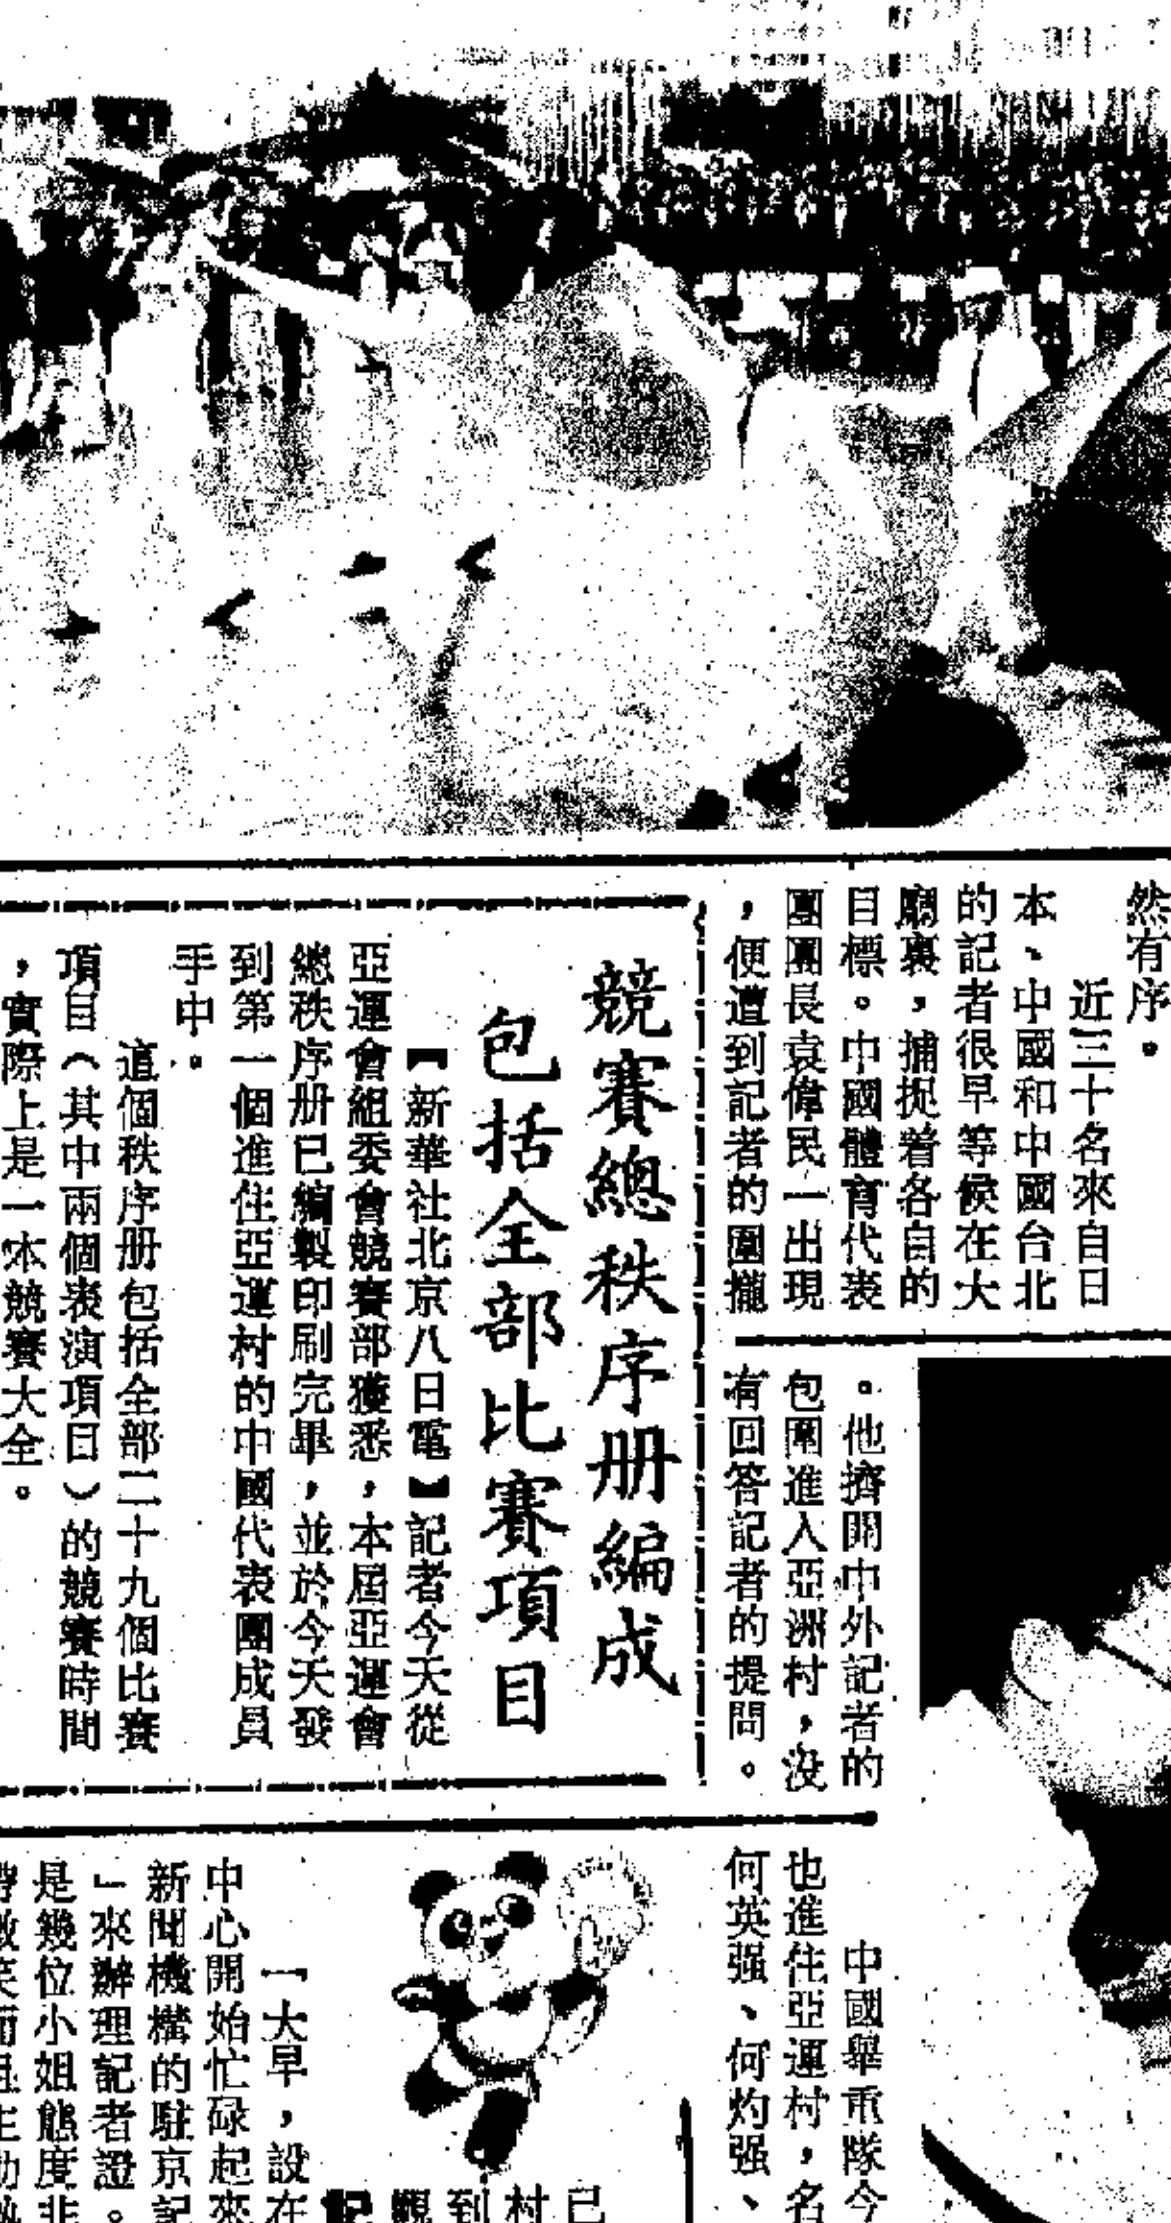 然有序。
近三十名來自日
本、中國和中國台北
的記者很早等候在大
廳裏，捕捉着各自的
目標。中國體育代表
團團長袁偉民一出現
，便遭到記者的圍攏
。他擠開中外記者的
包圍進入亞洲村，沒
有回答記者的提問。
競賽總秩序册編成
包括全部比賽項目
【新華社北京八日電】記者今天從
亞運會組委會競賽部獲悉，本屆亞運會
總秩序册已編製印刷完畢，並於今天發
到第一個進住亞運村的中國代表團成員
手中。
這個秩序册包括全部二十九個比賽
項目（其中兩個表演項目）的競賽時間
，實際上是一本競賽大全。
中國舉重隊今
也進住亞運村，名
何英强、何灼强、
已
村
到
觀
記
一大早，設在
中心開始忙碌起來
新聞機構的駐京記
」來辦理記者證。
是幾位小姐態度非